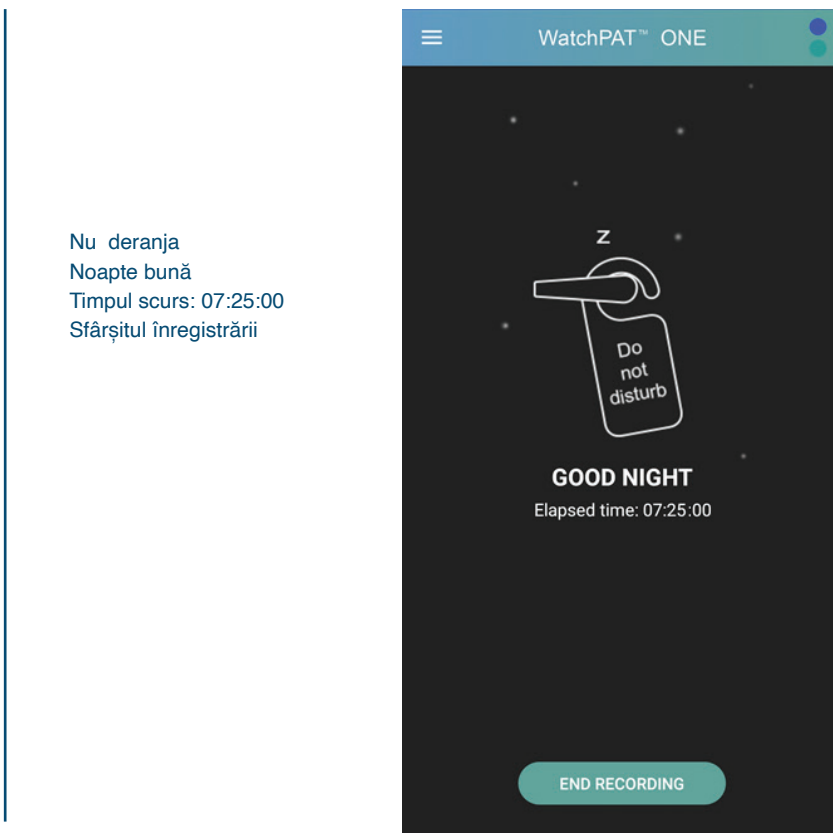 Nu deranja
Noapte bună
Timpul scurs: 07:25:00
Sfârșitul înregistrării
WatchPAT™ ONE
z
Do
not
disturb
GOOD NIGHT
Elapsed time: 07:25:00
END RECORDING